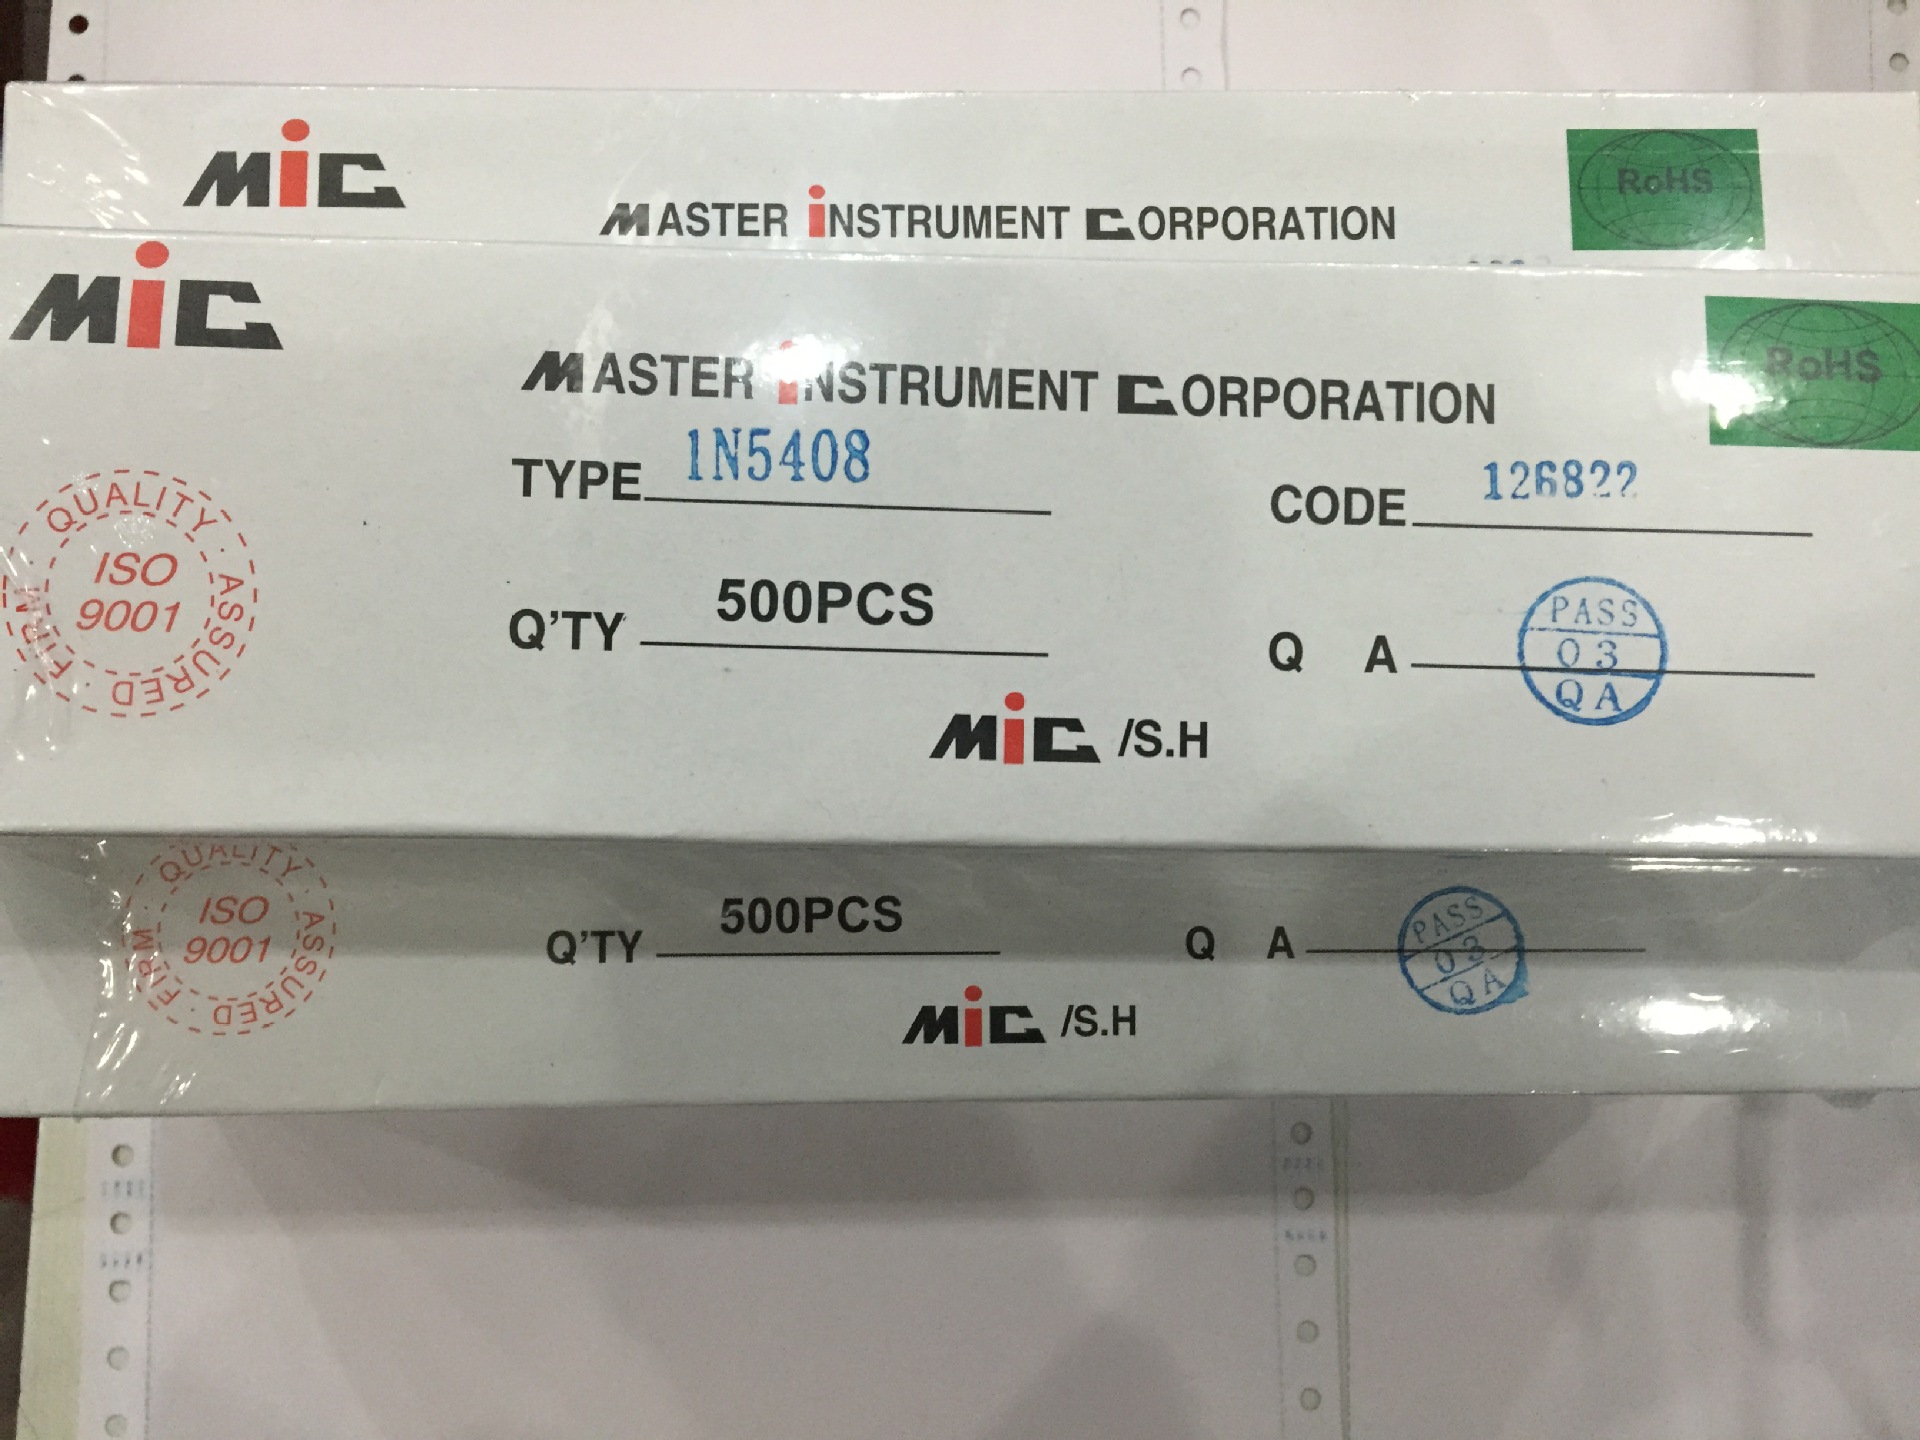 MiC
MASTER iNSTRUMENT CORPORATION
RoHS
MiC
MASTER iNSTRUMENT CORPORATION
RoHS
TYPE 1N5408
CODE 126822
QUALITY · ASSURED · FIRM ·
ISO
9001
Q'TY 500PCS
Q A
PASS
03
QA
MiC /S.H
QUALITY · ASSURED · FIRM ·
ISO
9001
Q'TY 500PCS
Q A
PASS
03
QA
MiC /S.H